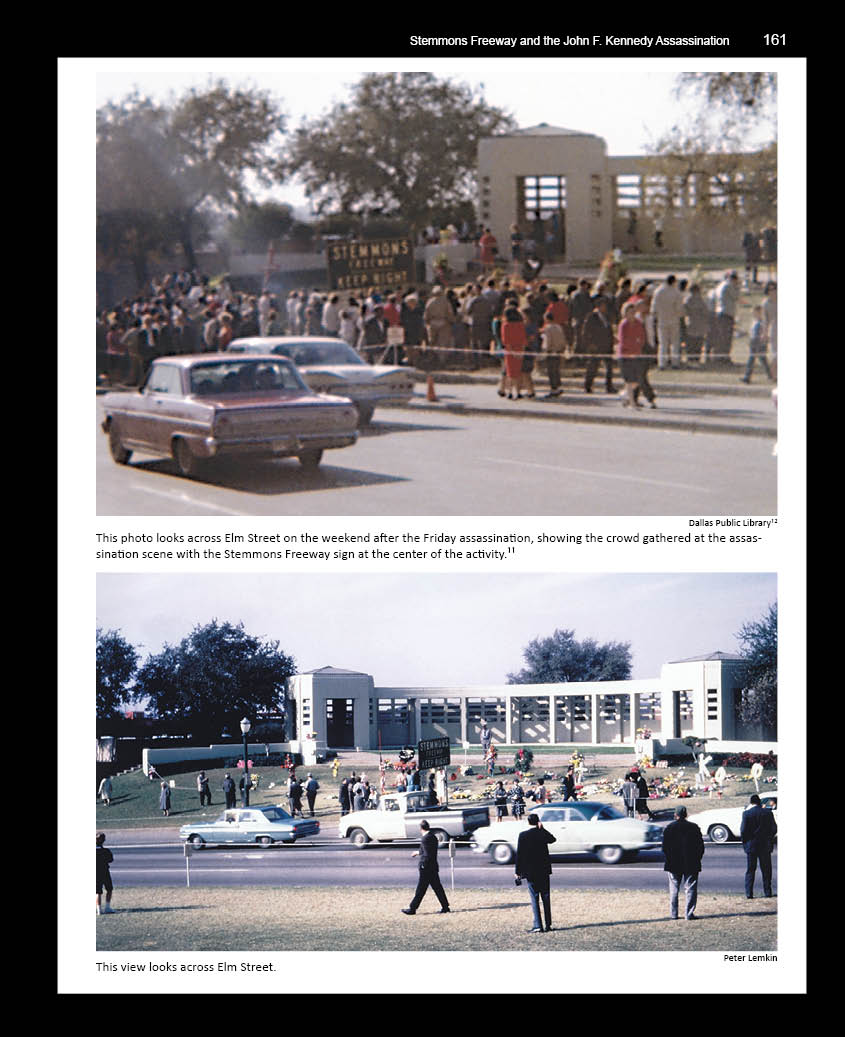 Stemmons Freeway and the John F. Kennedy Assassination 161
STEMMONS
FREEWAY
KEEP RIGHT
Dallas Public Library¹²
This photo looks across Elm Street on the weekend after the Friday assassination, showing the crowd gathered at the assas-
sination scene with the Stemmons Freeway sign at the center of the activity.¹¹
STEMMONS
FREEWAY
KEEP RIGHT
Peter Lemkin
This view looks across Elm Street.